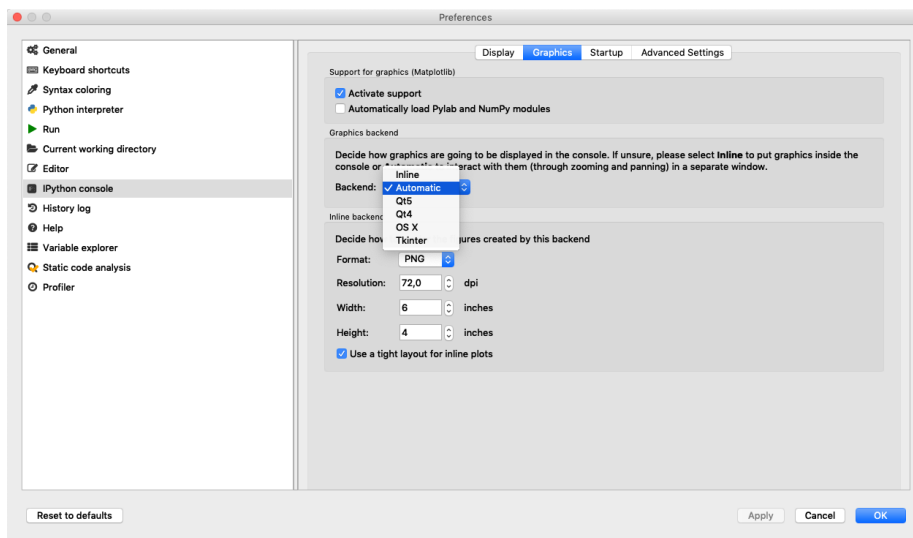 Preferences
General
Keyboard shortcuts
Syntax coloring
Python interpreter
Run
Current working directory
Editor
IPython console
History log
Help
Variable explorer
Static code analysis
Profiler
Display Graphics Startup Advanced Settings
Support for graphics (Matplotlib)
Activate support
Automatically load Pylab and NumPy modules
Graphics backend
Decide how graphics are going to be displayed in the console. If unsure, please select Inline to put graphics inside the
console or Automatic to interact with them (through zooming and panning) in a separate window.
Backend:
Inline
Automatic
Qt5
Qt4
OS X
Tkinter
Inline backend
Decide how ures created by this backend
Format: PNG
Resolution: 72,0 dpi
Width: 6 inches
Height: 4 inches
Use a tight layout for inline plots
Reset to defaults
Apply Cancel OK